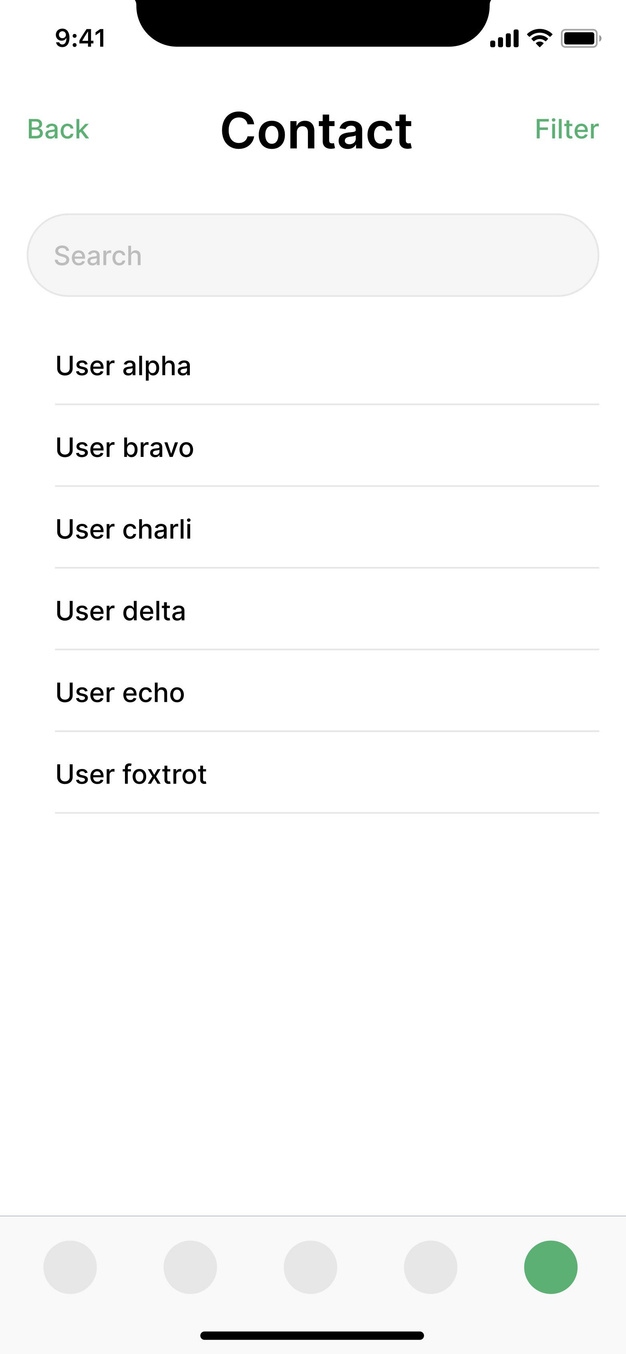 9:41
Back Contact Filter
Search
User alpha
User bravo
User charli
User delta
User echo
User foxtrot